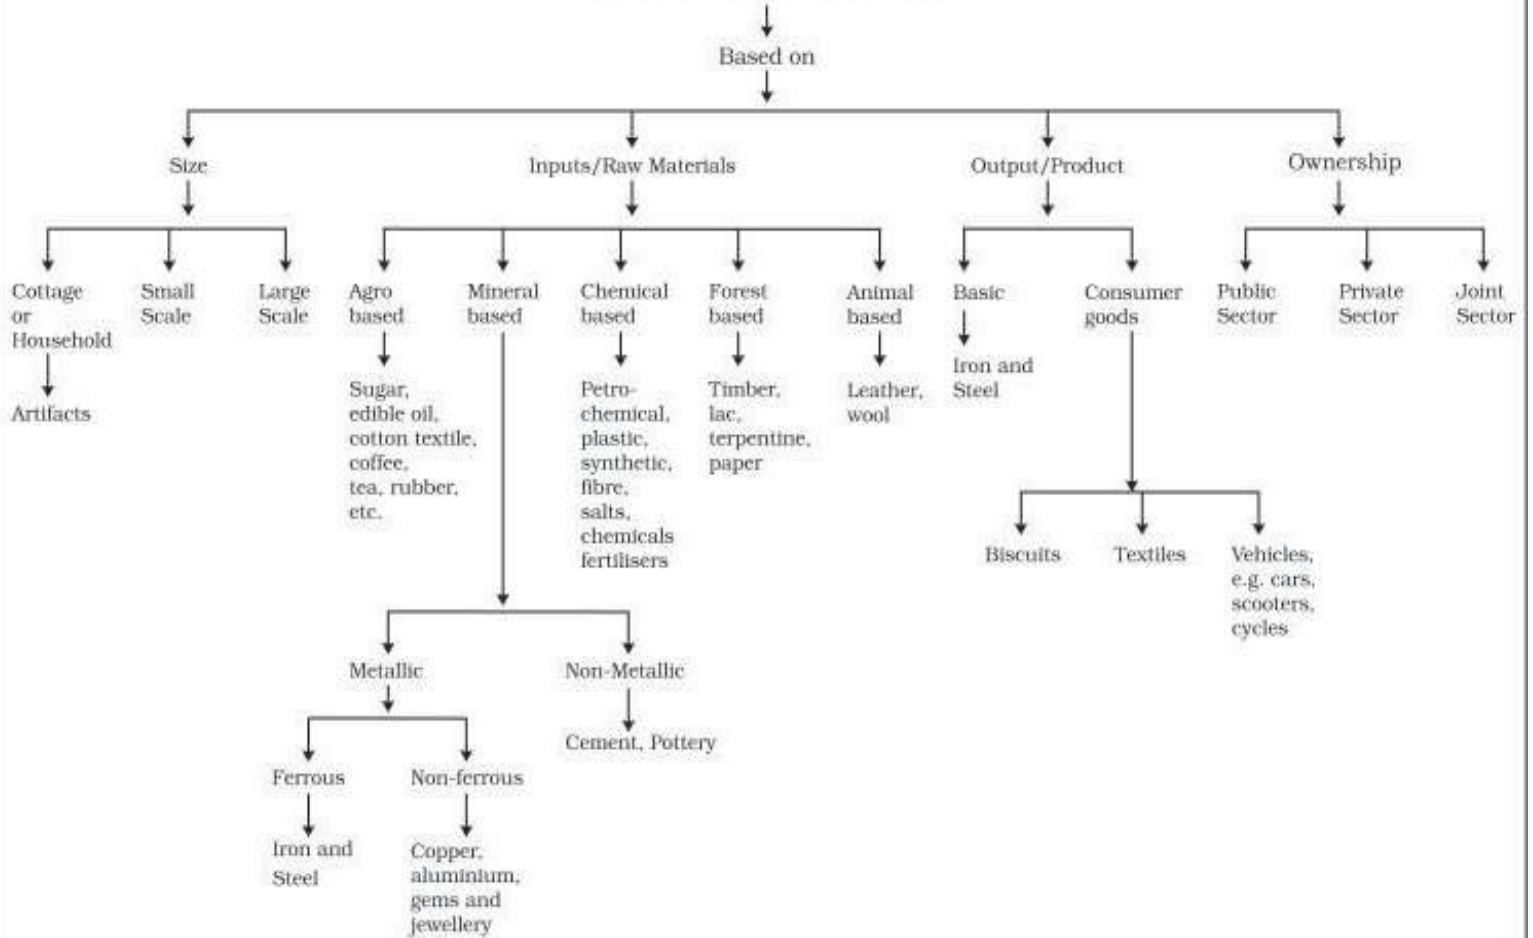 Based on
Size
Inputs/Raw Materials
Output/Product
Ownership
Cottage
or
Household
Small
Scale
Large
Scale
Agro
based
Mineral
based
Chemical
based
Forest
based
Animal
based
Basic
Consumer
goods
Public
Sector
Private
Sector
Joint
Sector
Artifacts
Sugar,
edible oil,
cotton textile,
coffee,
tea, rubber,
etc.
Petro-
chemical,
plastic,
synthetic,
fibre,
salts,
chemicals
fertilisers
Timber,
lac,
terpentine,
paper
Leather,
wool
Iron and
Steel
Biscuits
Textiles
Vehicles,
e.g. cars,
scooters,
cycles
Metallic
Non-Metallic
Cement, Pottery
Ferrous
Non-ferrous
Iron and
Steel
Copper,
aluminium,
gems and
jewellery